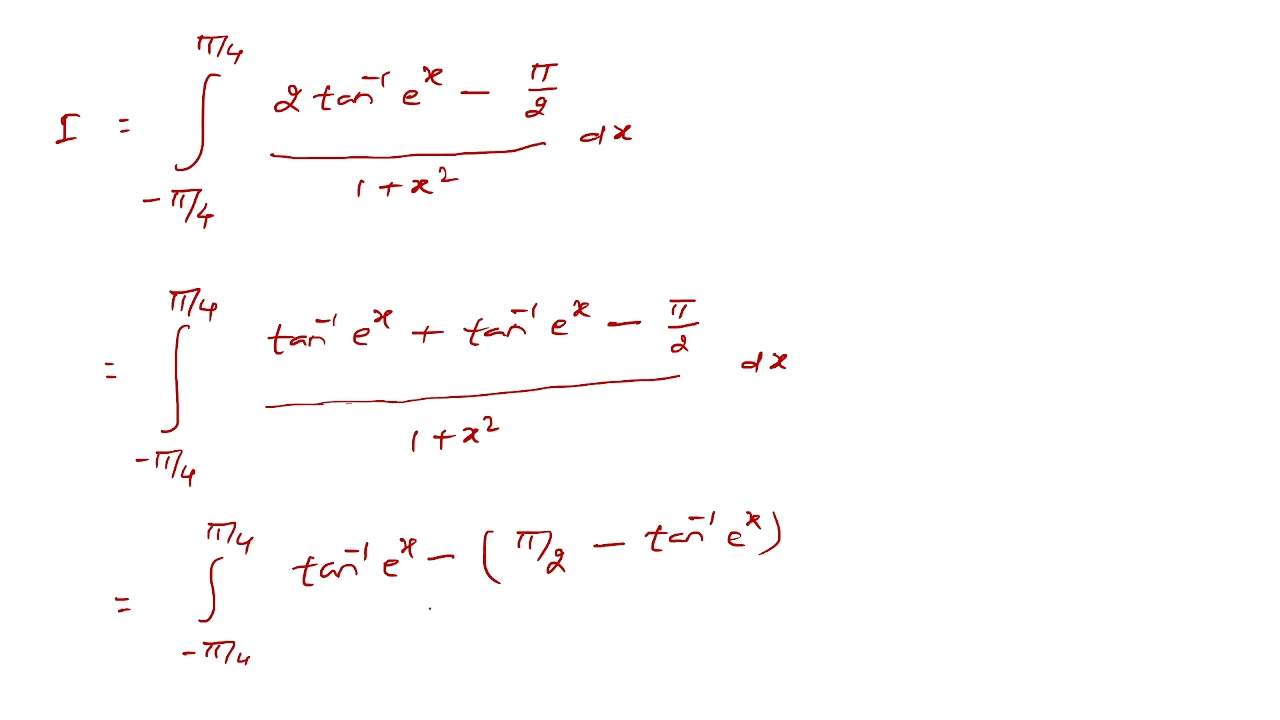 I = ∫_{-π/4}^{π/4} (2 tan⁻¹ eˣ − π/2)/(1 + x²) dx
= ∫_{-π/4}^{π/4} (tan⁻¹ eˣ + tan⁻¹ eˣ − π/2)/(1 + x²) dx
= ∫_{-π/4}^{π/4} tan⁻¹ eˣ − (π/2 − tan⁻¹ eˣ)